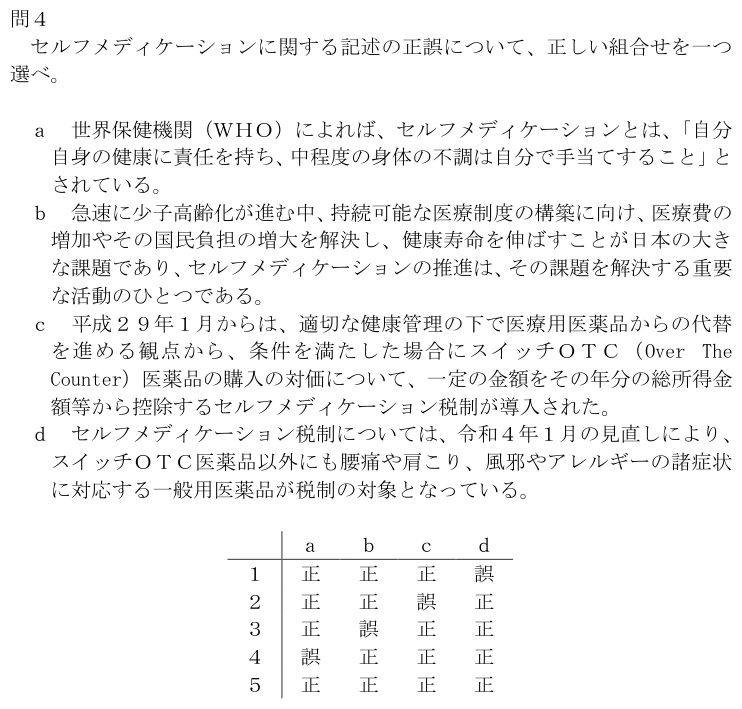 問４
セルフメディケーションに関する記述の正誤について、正しい組合せを一つ
選べ。
a　世界保健機関（ＷＨＯ）によれば、セルフメディケーションとは、「自分
自身の健康に責任を持ち、中程度の身体の不調は自分で手当てすること」と
されている。
b　急速に少子高齢化が進む中、持続可能な医療制度の構築に向け、医療費の
増加やその国民負担の増大を解決し、健康寿命を伸ばすことが日本の大き
な課題であり、セルフメディケーションの推進は、その課題を解決する重要
な活動のひとつである。
c　平成２９年１月からは、適切な健康管理の下で医療用医薬品からの代替
を進める観点から、条件を満たした場合にスイッチＯＴＣ（Over The
Counter）医薬品の購入の対価について、一定の金額をその年分の総所得金
額等から控除するセルフメディケーション税制が導入された。
d　セルフメディケーション税制については、令和４年１月の見直しにより、
スイッチＯＴＣ医薬品以外にも腰痛や肩こり、風邪やアレルギーの諸症状
に対応する一般用医薬品が税制の対象となっている。
a b c d
1 正 正 正 誤
2 正 正 誤 正
3 正 誤 正 正
4 誤 正 正 正
5 正 正 正 正